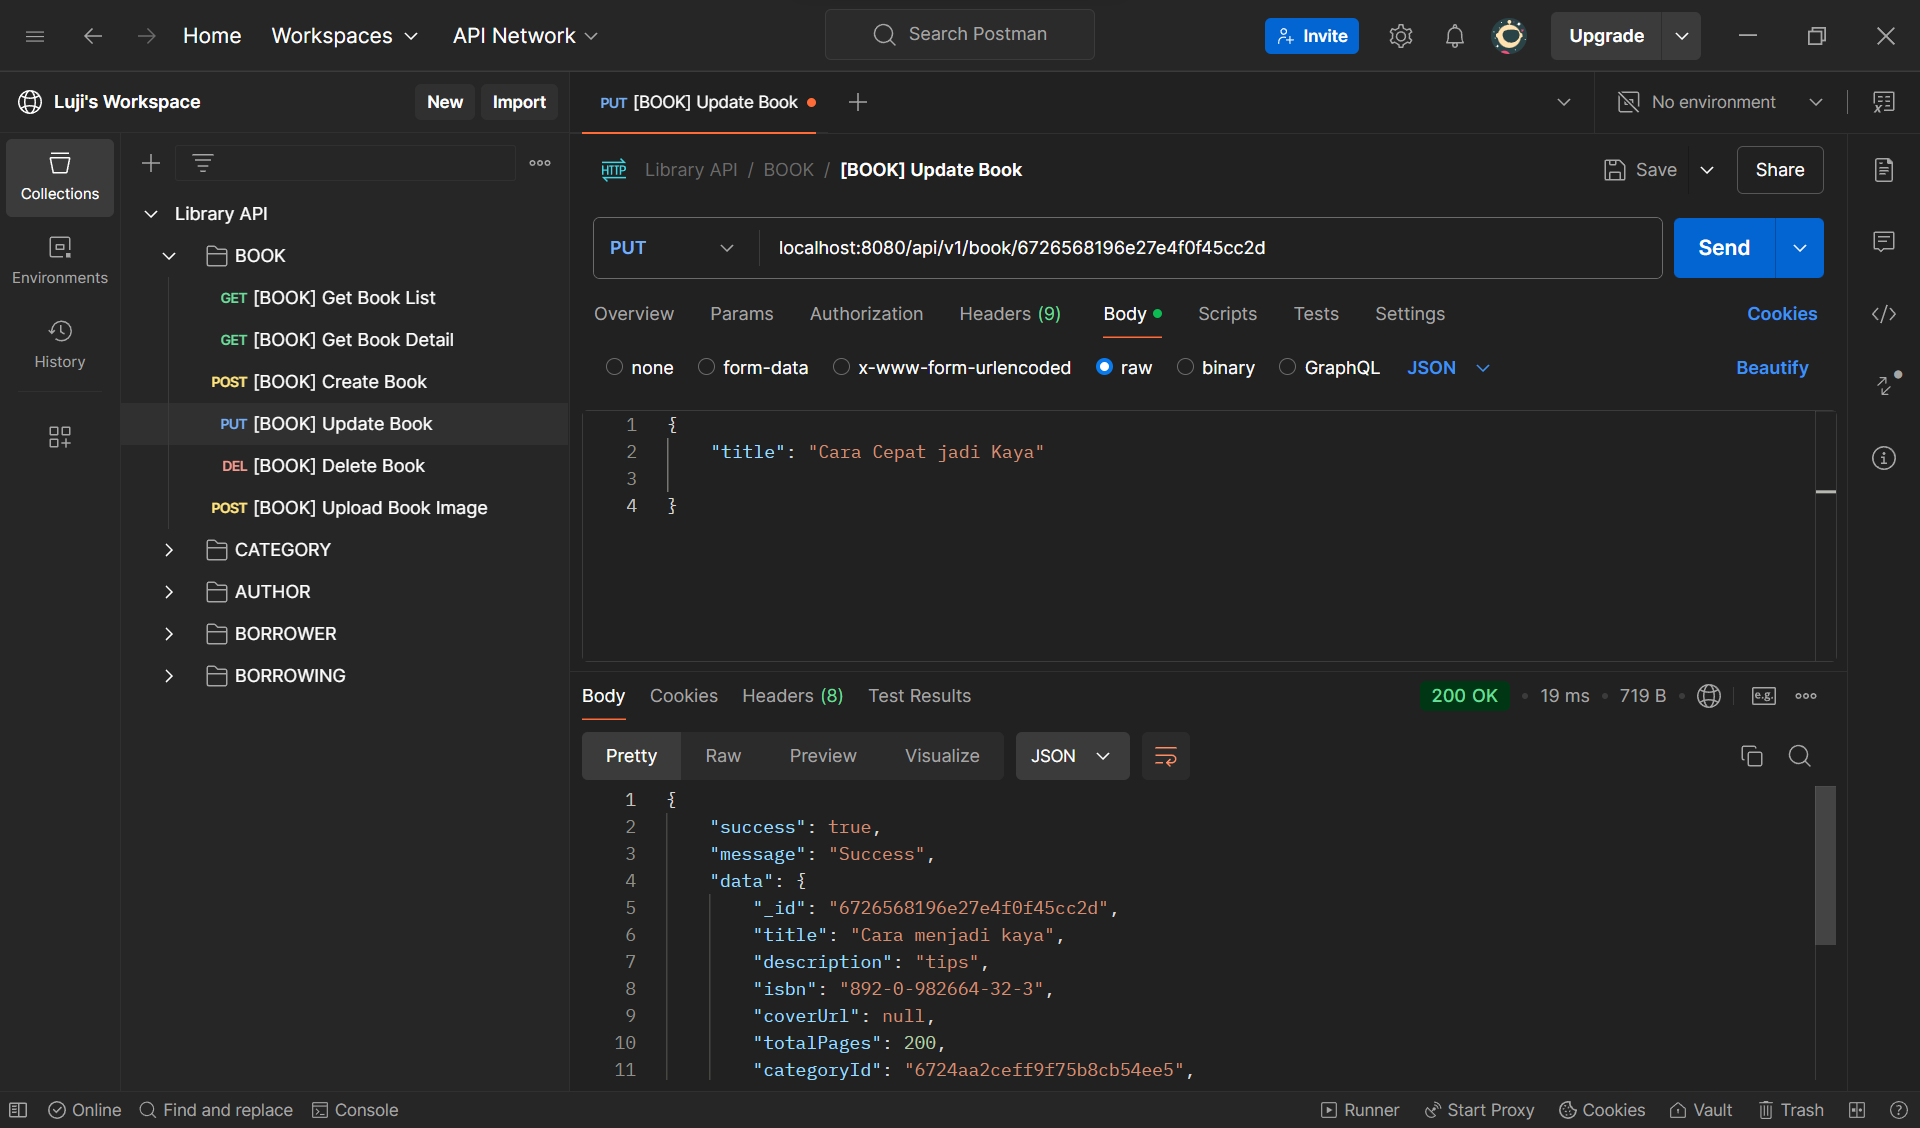 Home
Workspaces
API Network
Search Postman
Invite
Upgrade
Luji's Workspace
New
Import
PUT [BOOK] Update Book
No environment
Collections
Environments
History
Library API
BOOK
GET [BOOK] Get Book List
GET [BOOK] Get Book Detail
POST [BOOK] Create Book
PUT [BOOK] Update Book
DEL [BOOK] Delete Book
POST [BOOK] Upload Book Image
CATEGORY
AUTHOR
BORROWER
BORROWING
HTTP Library API / BOOK / [BOOK] Update Book
Save
Share
PUT
localhost:8080/api/v1/book/6726568196e27e4f0f45cc2d
Send
Overview Params Authorization Headers (9) Body Scripts Tests Settings Cookies
none form-data x-www-form-urlencoded raw binary GraphQL JSON Beautify
1 {
2 "title": "Cara Cepat jadi Kaya"
3
4 }
Body Cookies Headers (8) Test Results
200 OK • 19 ms • 719 B
e.g.
Pretty Raw Preview Visualize JSON
1 {
2 "success": true,
3 "message": "Success",
4 "data": {
5 "_id": "6726568196e27e4f0f45cc2d",
6 "title": "Cara menjadi kaya",
7 "description": "tips",
8 "isbn": "892-0-982664-32-3",
9 "coverUrl": null,
10 "totalPages": 200,
11 "categoryId": "6724aa2ceff9f75b8cb54ee5",
Online Find and replace Console
Runner Start Proxy Cookies Vault Trash